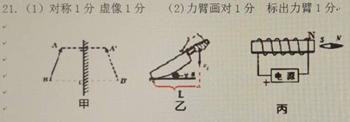 21.（1）对称1分 虚像1分 （2）力臂画对1分 标出力臂1分.
A A'
B B'
L
N
S N
+ 电源 -
甲 乙 丙